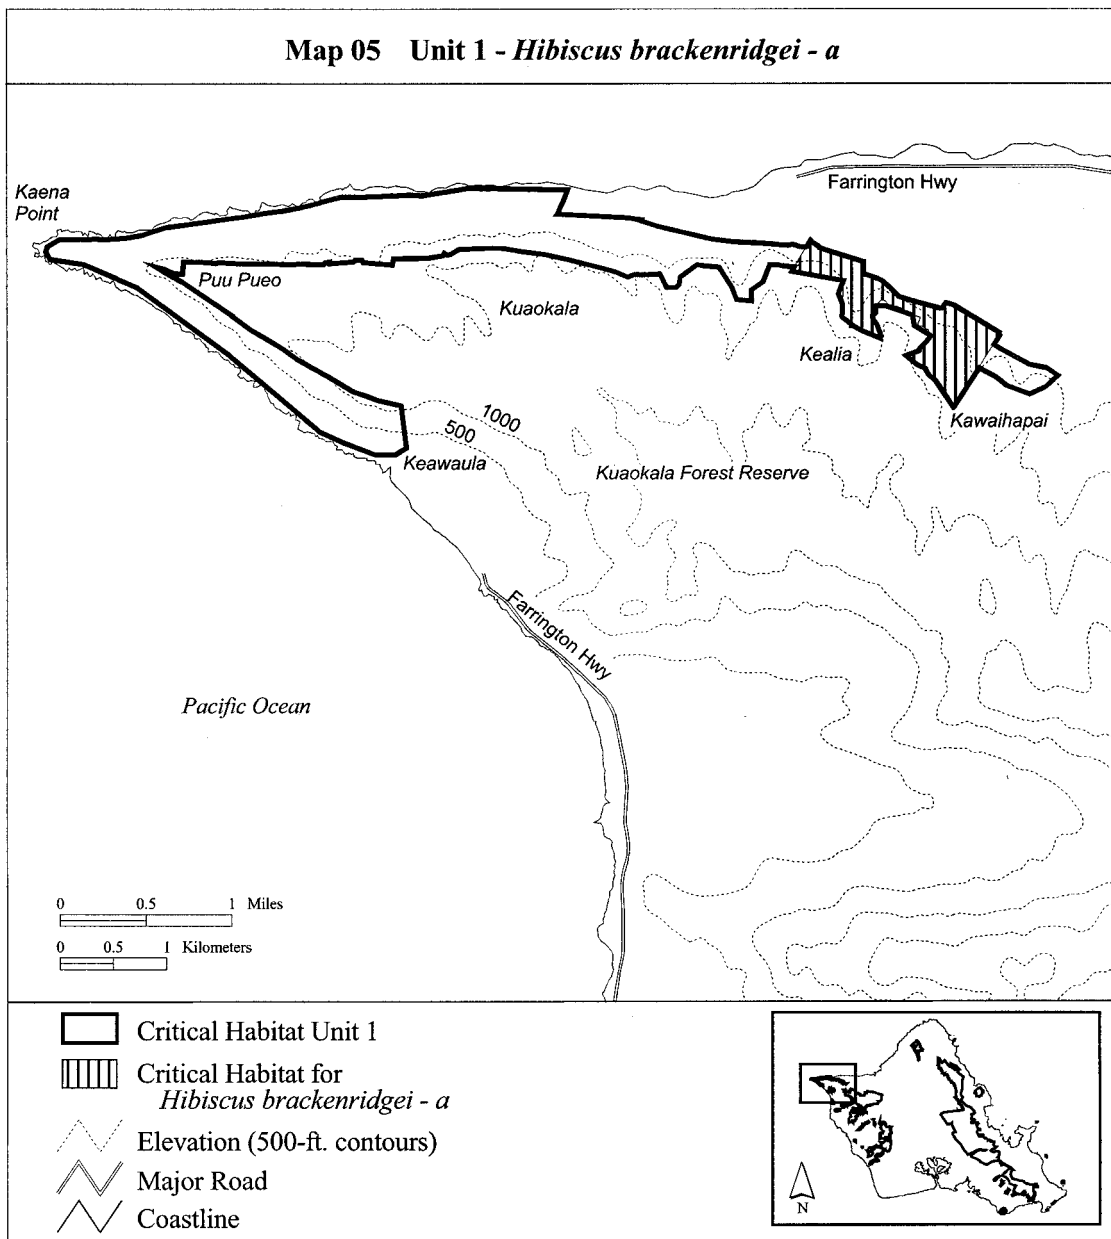 Map 05 Unit 1 - Hibiscus brackenridgei - a
Kaena
Point
Farrington Hwy
Puu Pueo
Kuaokala
Kealia
Kawaihapai
1000
500
Keawaula
Kuaokala Forest Reserve
Farrington Hwy
Pacific Ocean
0 0.5 1 Miles
0 0.5 1 Kilometers
Critical Habitat Unit 1
Critical Habitat for
Hibiscus brackenridgei - a
Elevation (500-ft. contours)
Major Road
Coastline
N